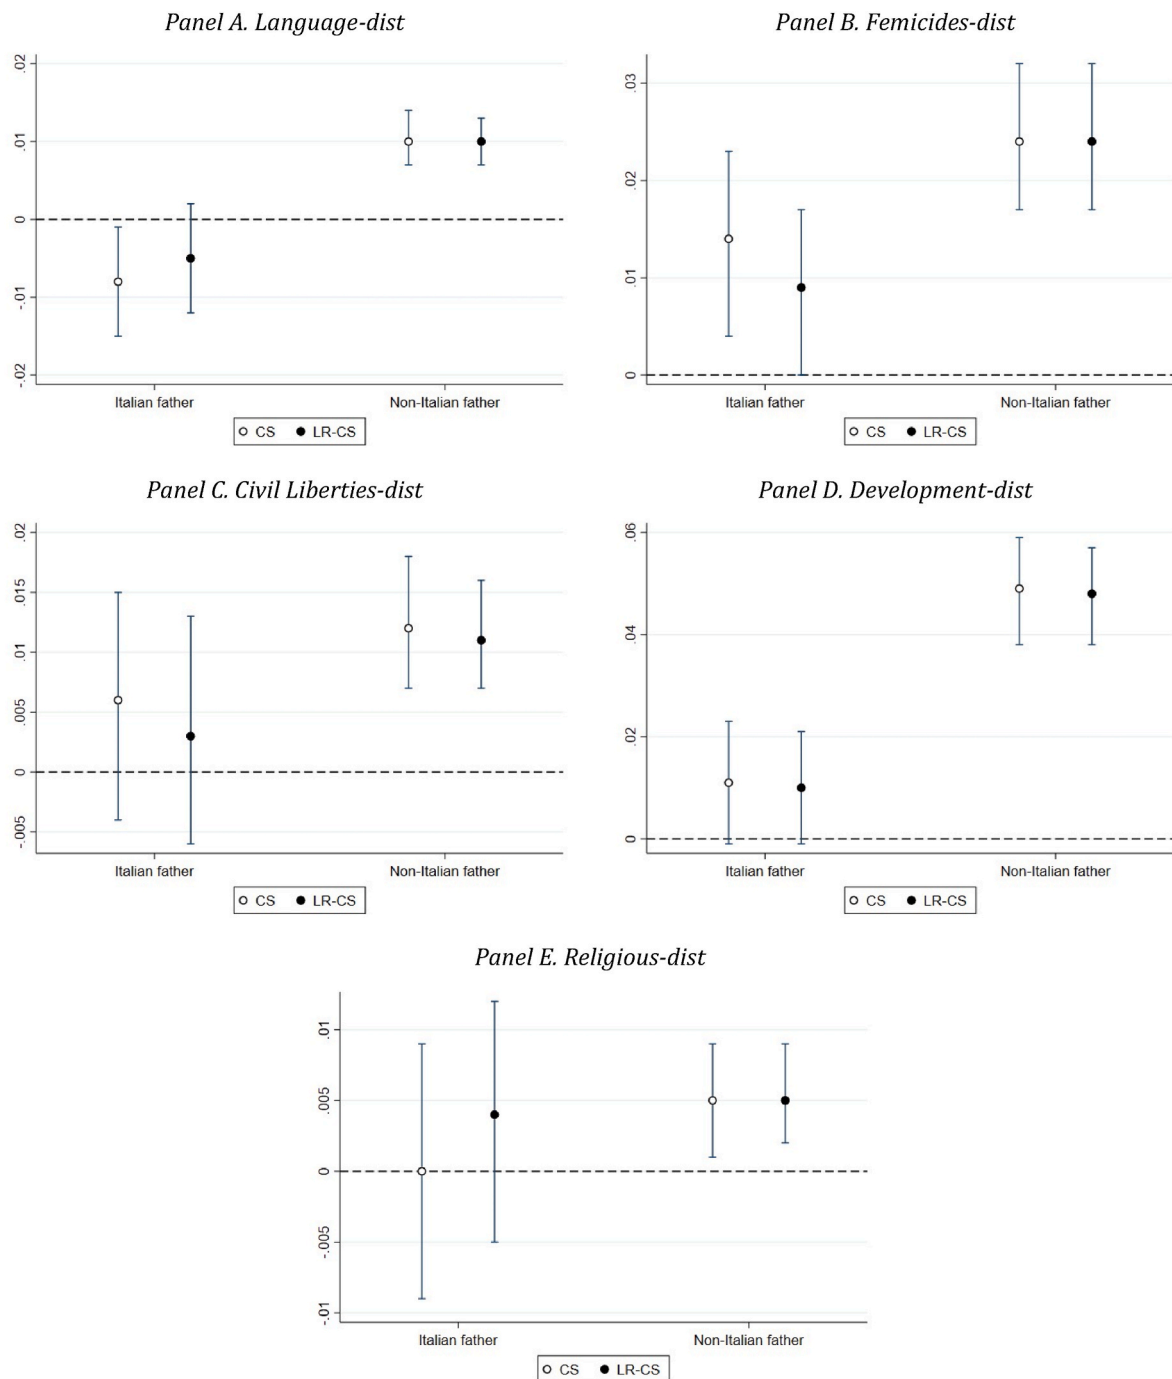 Panel A. Language-dist
.02
.01
0
-.01
-.02
Italian father
Non-Italian father
CS
LR-CS
Panel B. Femicides-dist
.03
.02
.01
0
Italian father
Non-Italian father
CS
LR-CS
Panel C. Civil Liberties-dist
.02
.015
.01
.005
0
-.005
Italian father
Non-Italian father
CS
LR-CS
Panel D. Development-dist
.06
.04
.02
0
Italian father
Non-Italian father
CS
LR-CS
Panel E. Religious-dist
.01
.005
0
-.005
-.01
Italian father
Non-Italian father
CS
LR-CS